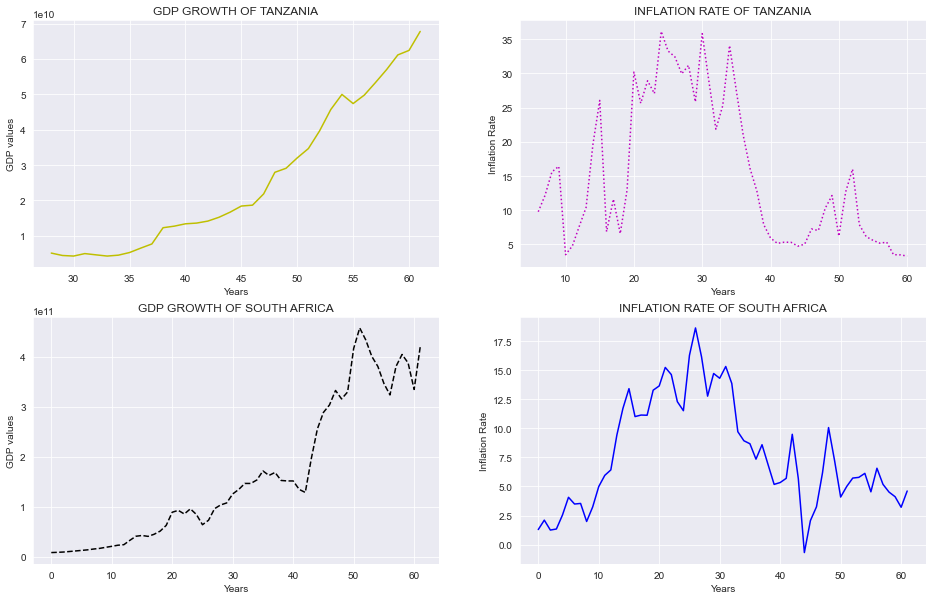 GDP GROWTH OF TANZANIA
1e10
7
6
5
4
3
2
1
GDP values
30 35 40 45 50 55 60
Years
INFLATION RATE OF TANZANIA
35
30
25
20
15
10
5
Inflation Rate
10 20 30 40 50 60
Years
GDP GROWTH OF SOUTH AFRICA
1e11
4
3
2
1
0
GDP values
0 10 20 30 40 50 60
Years
INFLATION RATE OF SOUTH AFRICA
17.5
15.0
12.5
10.0
7.5
5.0
2.5
0.0
Inflation Rate
0 10 20 30 40 50 60
Years